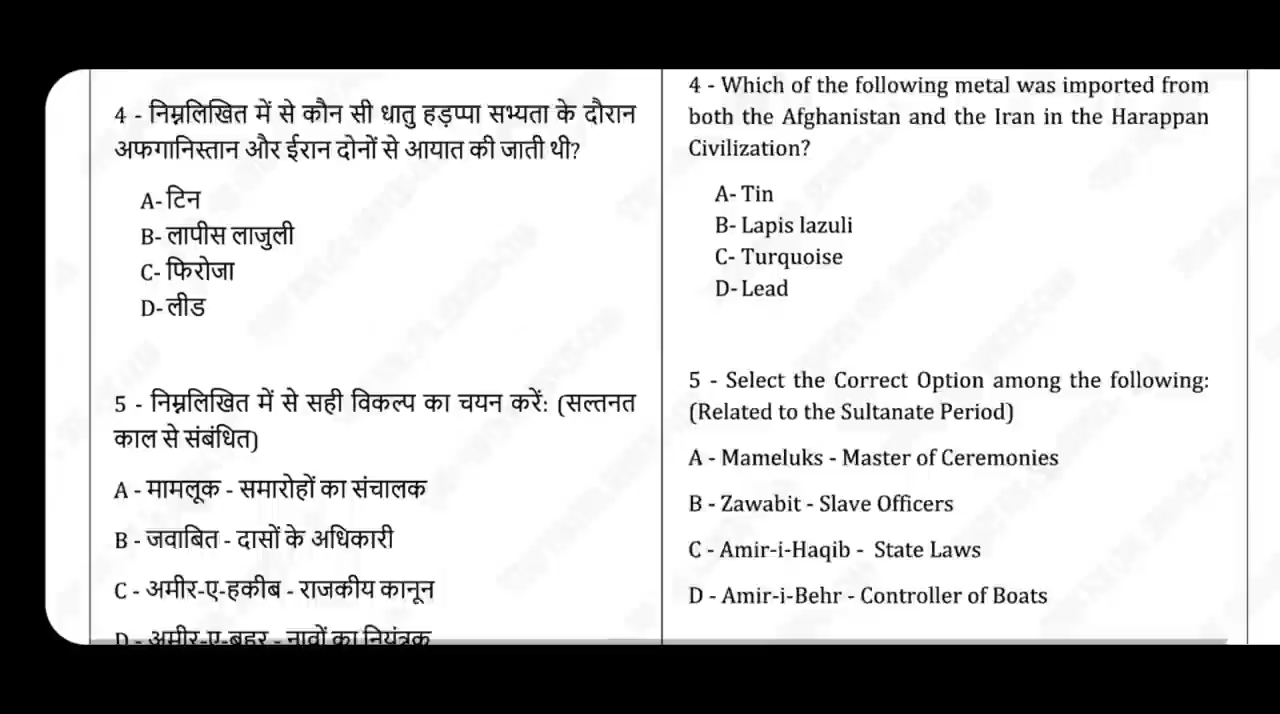 4 - निम्नलिखित में से कौन सी धातु हड़प्पा सभ्यता के दौरान
अफगानिस्तान और ईरान दोनों से आयात की जाती थी?
A- टिन
B- लापीस लाजुली
C- फिरोजा
D- लीड
5 - निम्नलिखित में से सही विकल्प का चयन करें: (सल्तनत
काल से संबंधित)
A - मामलूक - समारोहों का संचालक
B - जवाबित - दासों के अधिकारी
C - अमीर-ए-हकीब - राजकीय कानून
D - अमीर-ए-बहर - नावों का नियंत्रक
4 - Which of the following metal was imported from
both the Afghanistan and the Iran in the Harappan
Civilization?
A- Tin
B- Lapis lazuli
C- Turquoise
D- Lead
5 - Select the Correct Option among the following:
(Related to the Sultanate Period)
A - Mameluks - Master of Ceremonies
B - Zawabit - Slave Officers
C - Amir-i-Haqib - State Laws
D - Amir-i-Behr - Controller of Boats